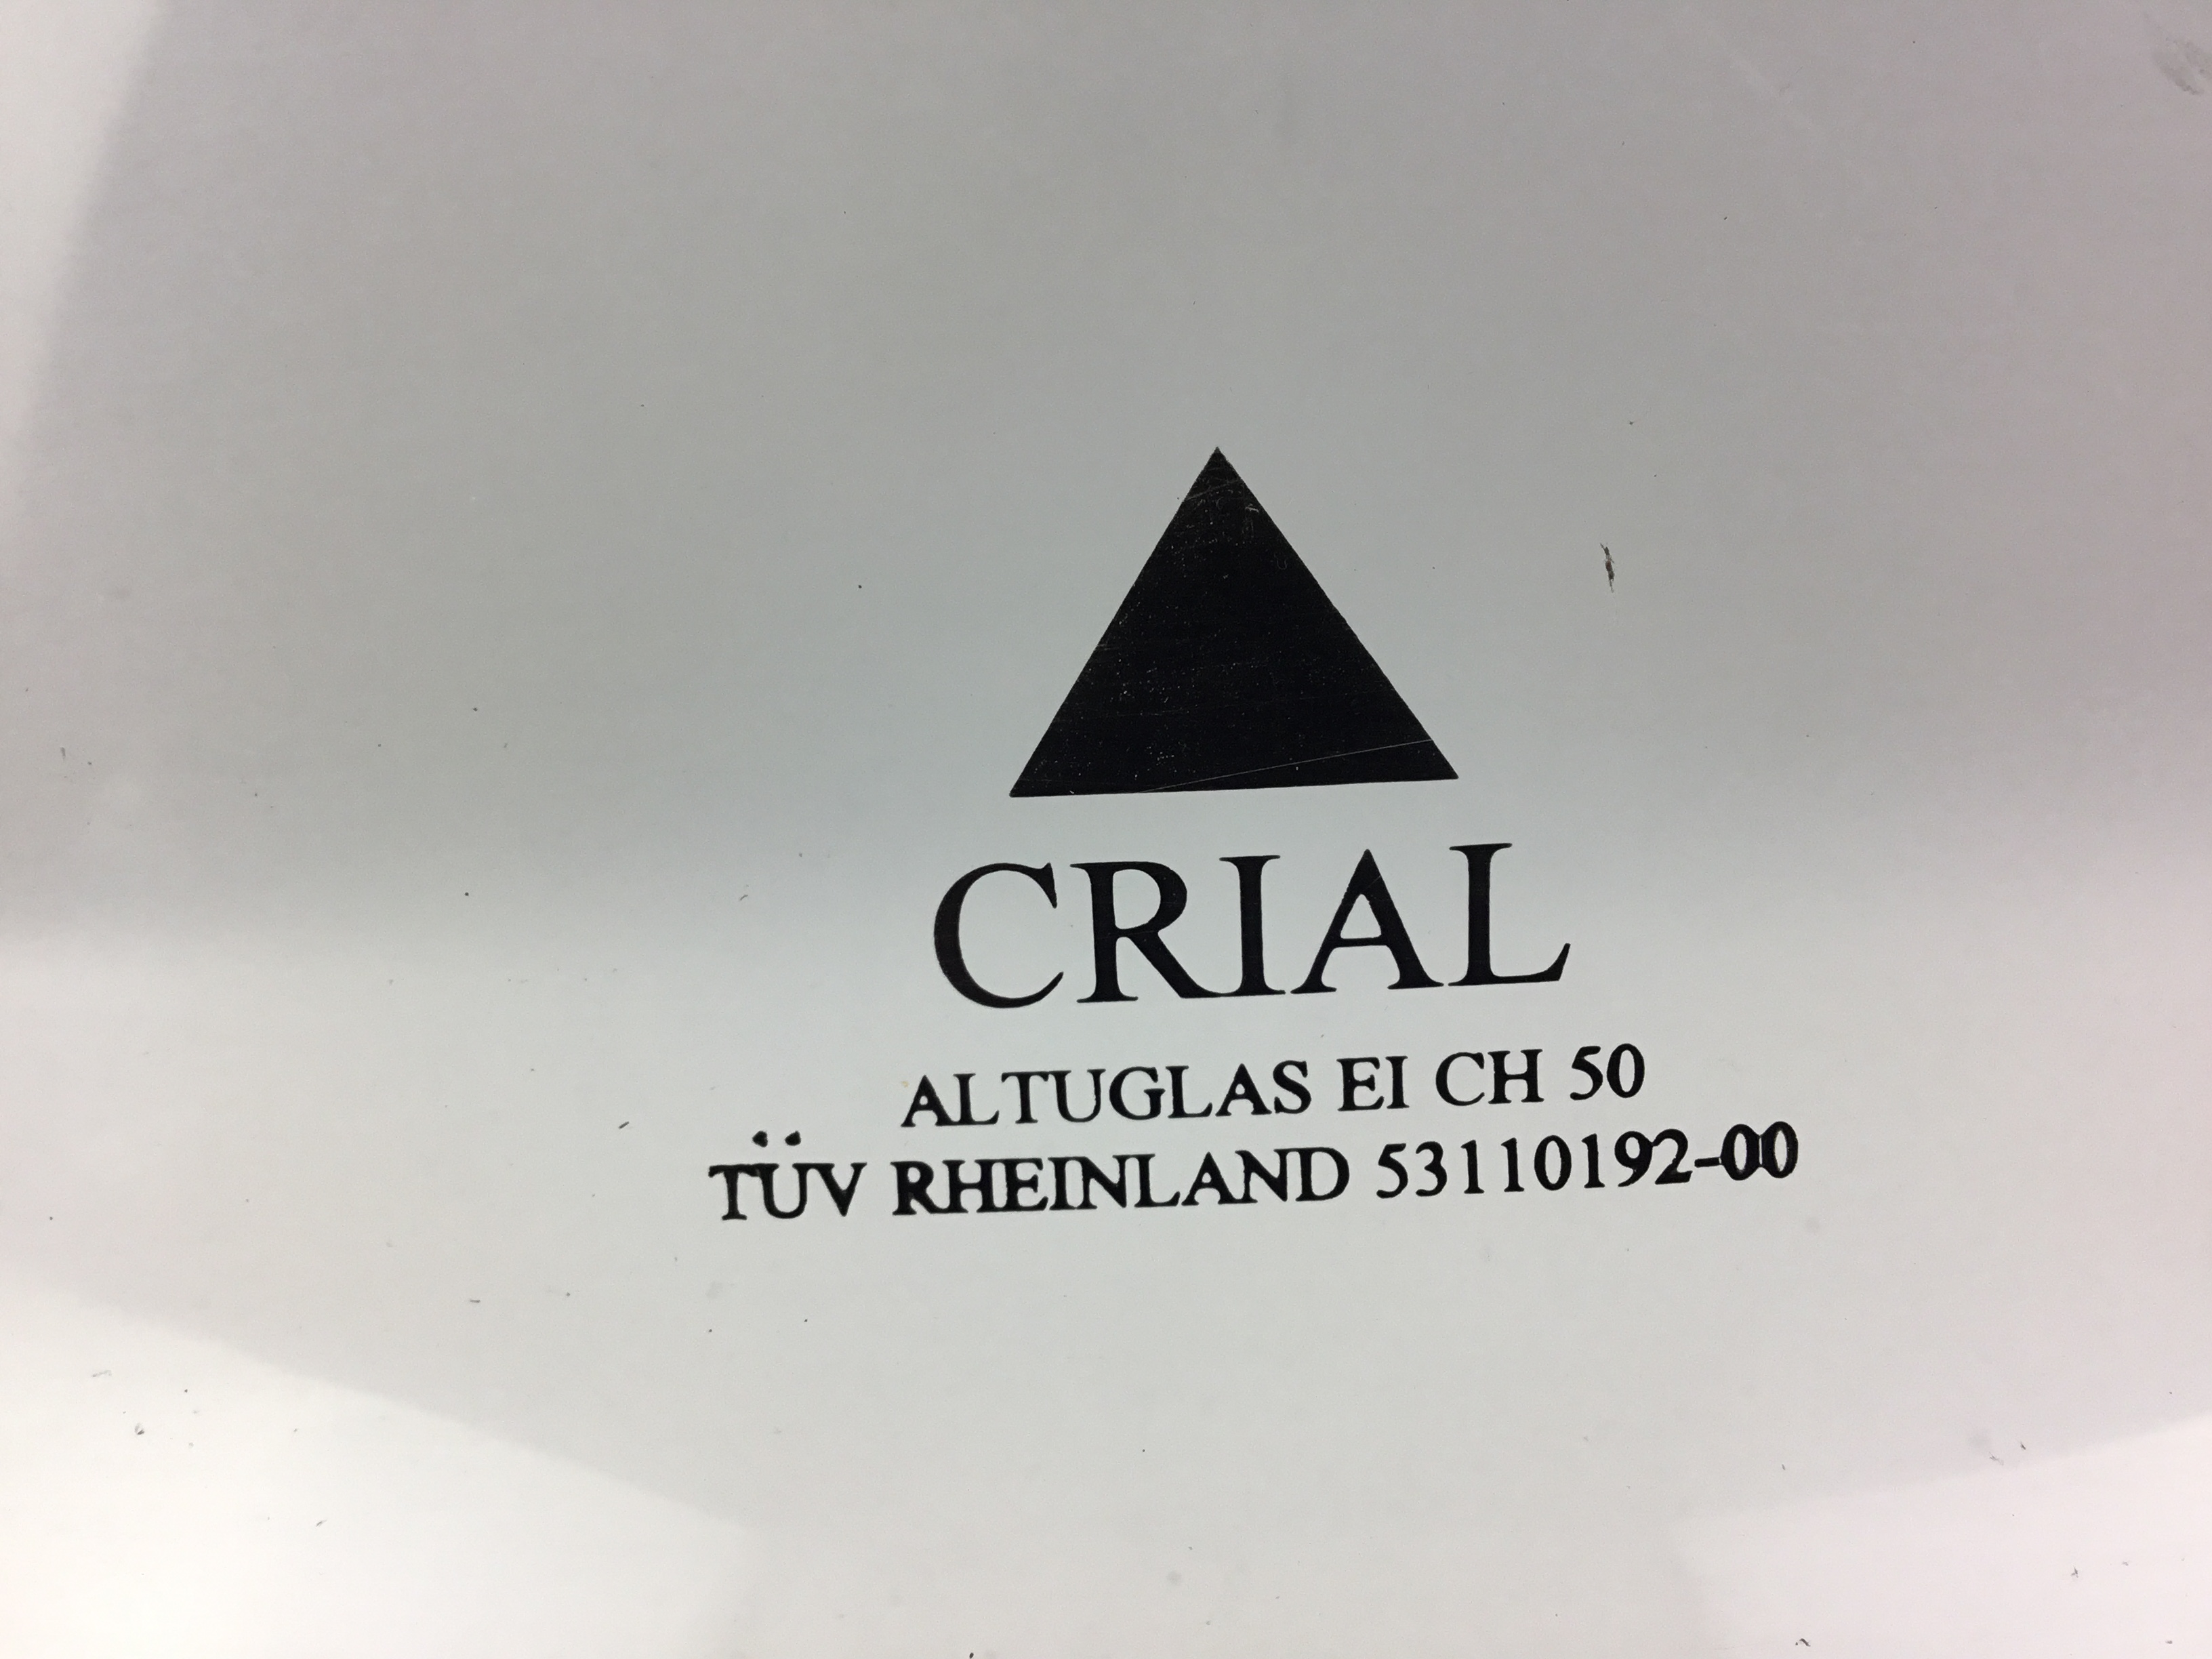 CRIAL
ALTUGLAS EI CH 50
TÜV RHEINLAND 53110192-00